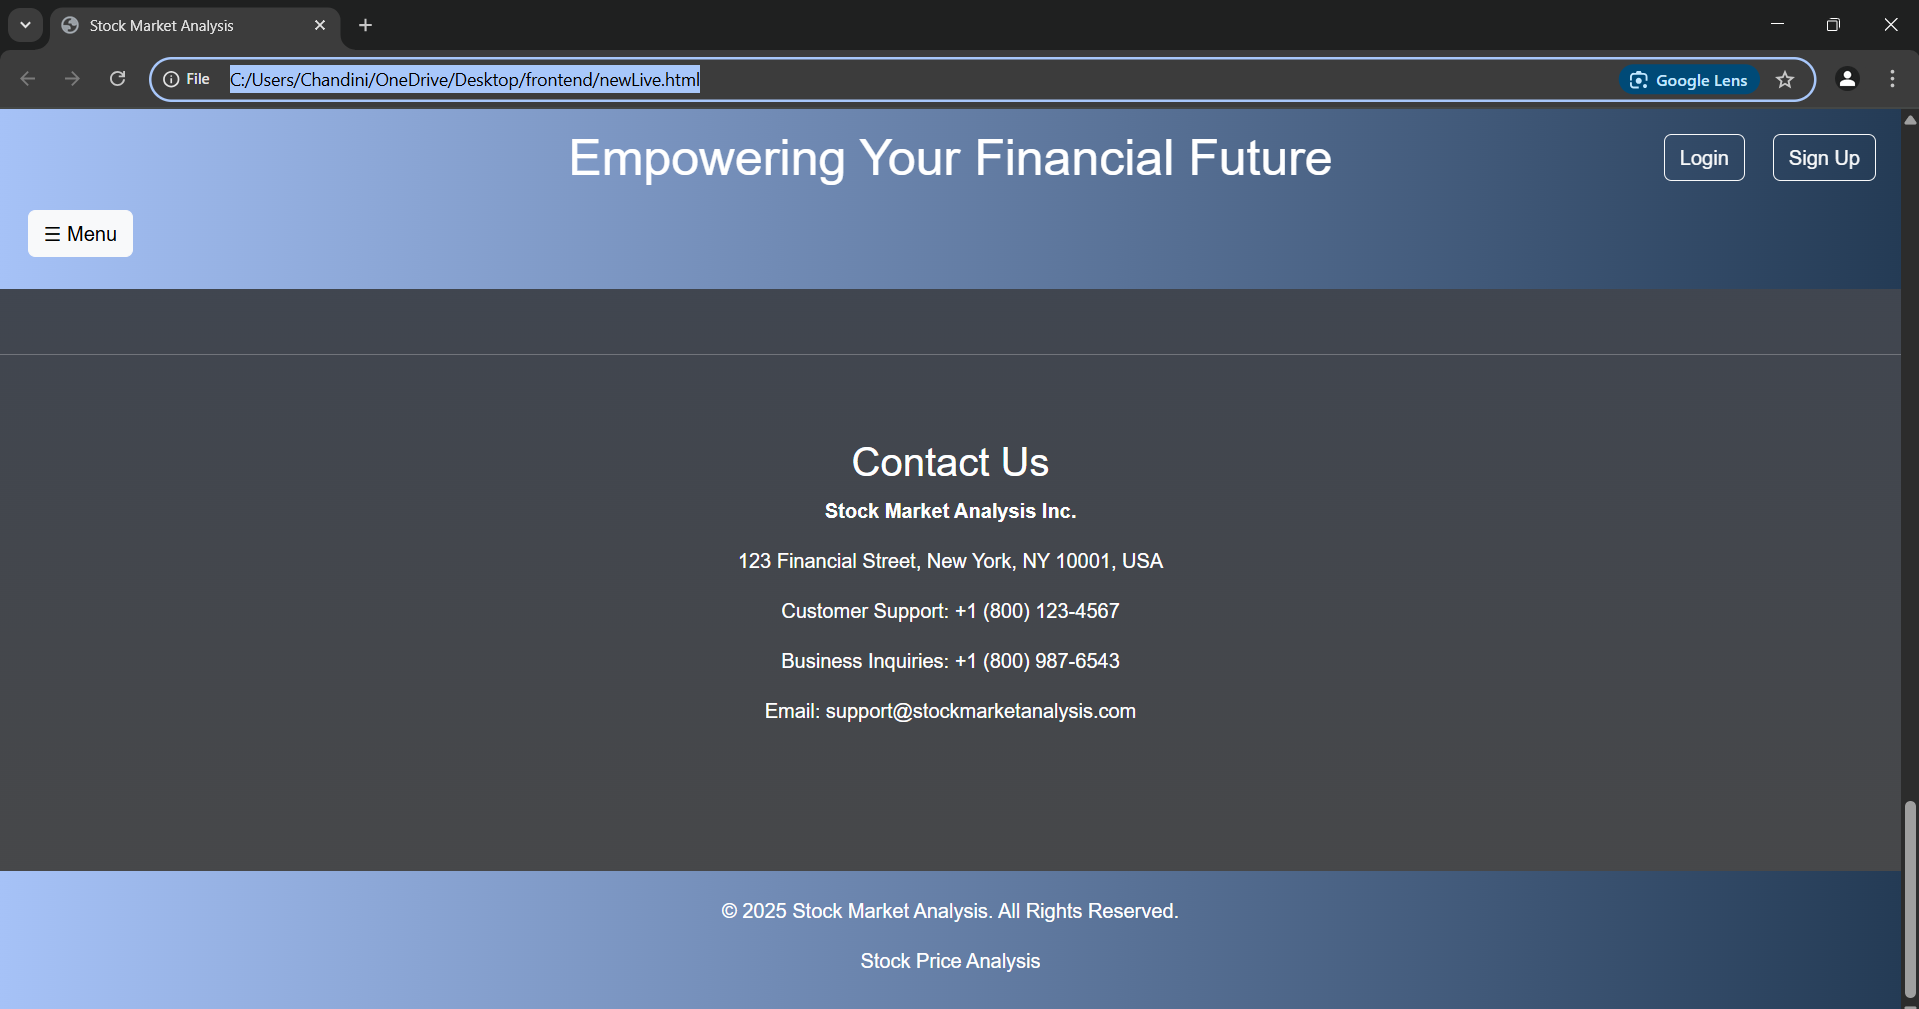 Stock Market Analysis
File C:/Users/Chandini/OneDrive/Desktop/frontend/newLive.html Google Lens
Empowering Your Financial Future
Login Sign Up
☰ Menu
Contact Us
Stock Market Analysis Inc.
123 Financial Street, New York, NY 10001, USA
Customer Support: +1 (800) 123-4567
Business Inquiries: +1 (800) 987-6543
Email: support@stockmarketanalysis.com
© 2025 Stock Market Analysis. All Rights Reserved.
Stock Price Analysis